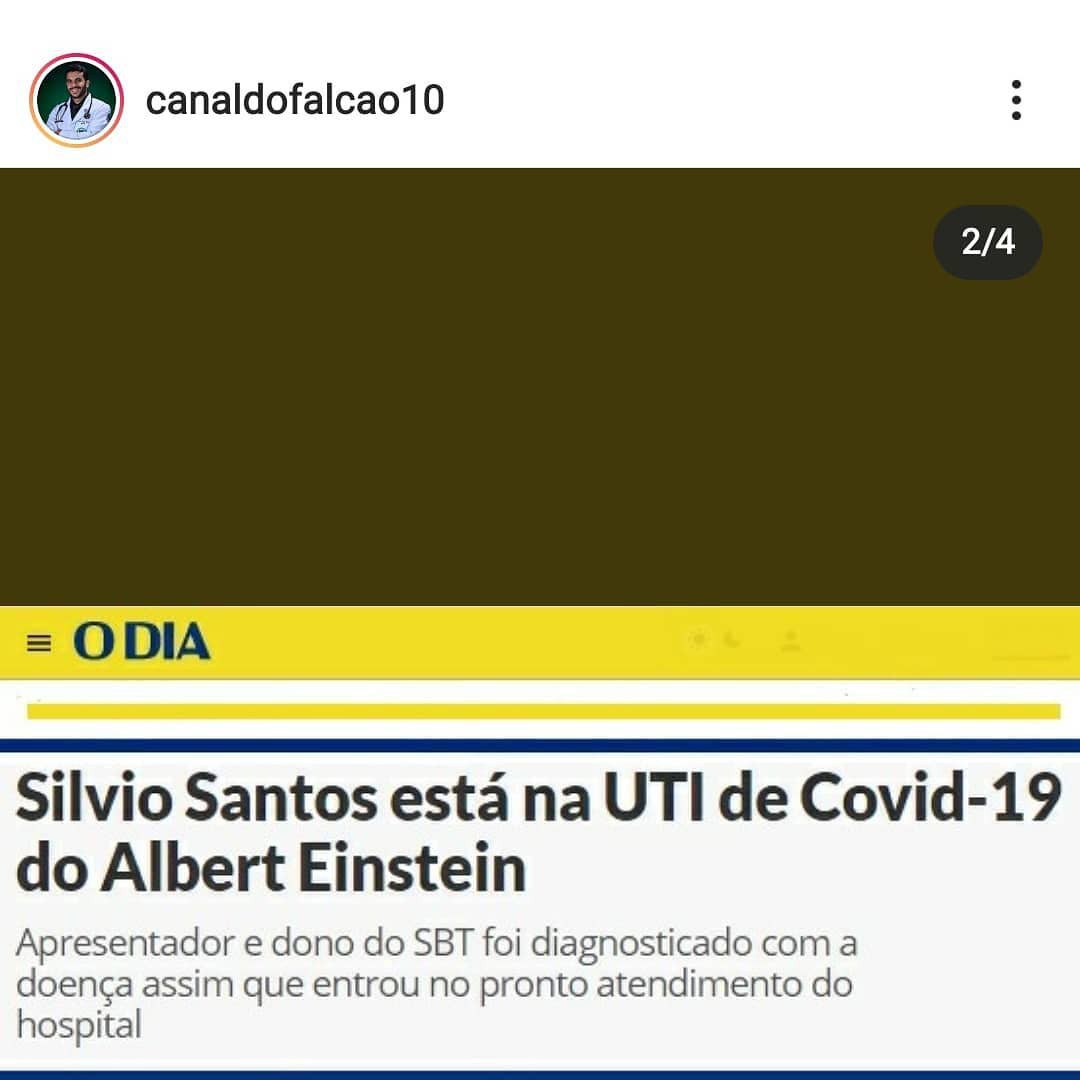 canaldofalcao10
2/4
O DIA
Silvio Santos está na UTI de Covid-19
do Albert Einstein
Apresentador e dono do SBT foi diagnosticado com a
doença assim que entrou no pronto atendimento do
hospital